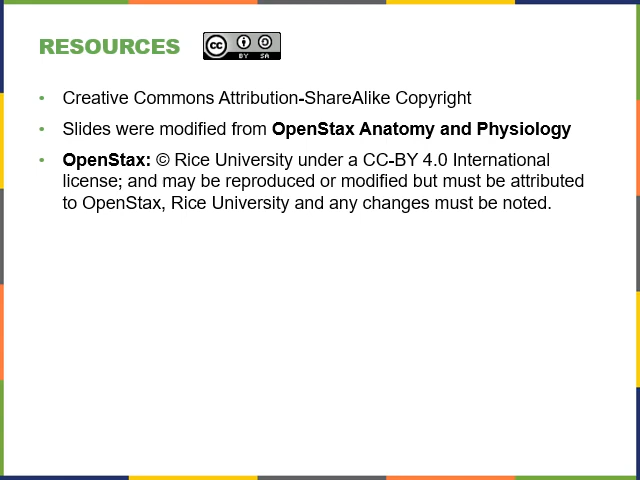 RESOURCES
cc BY SA
• Creative Commons Attribution-ShareAlike Copyright
• Slides were modified from OpenStax Anatomy and Physiology
• OpenStax: © Rice University under a CC-BY 4.0 International
license; and may be reproduced or modified but must be attributed
to OpenStax, Rice University and any changes must be noted.